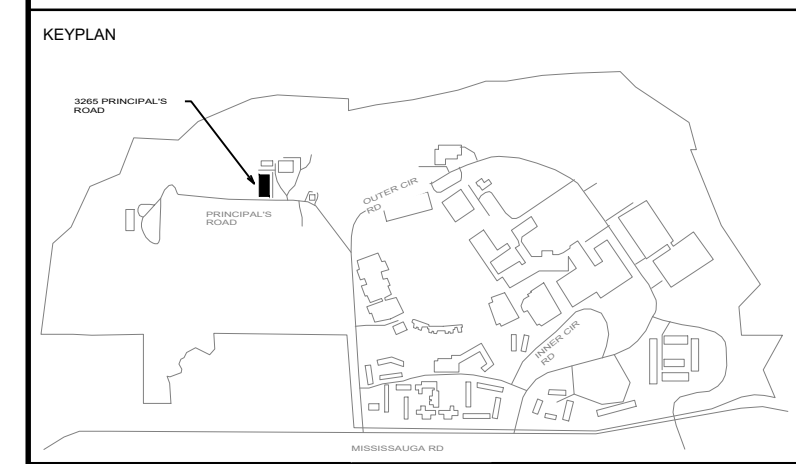 KEYPLAN
3265 PRINCIPAL'S
ROAD
OUTER CIR
RD
PRINCIPAL'S
ROAD
INNER CIR
RD
MISSISSAUGA RD